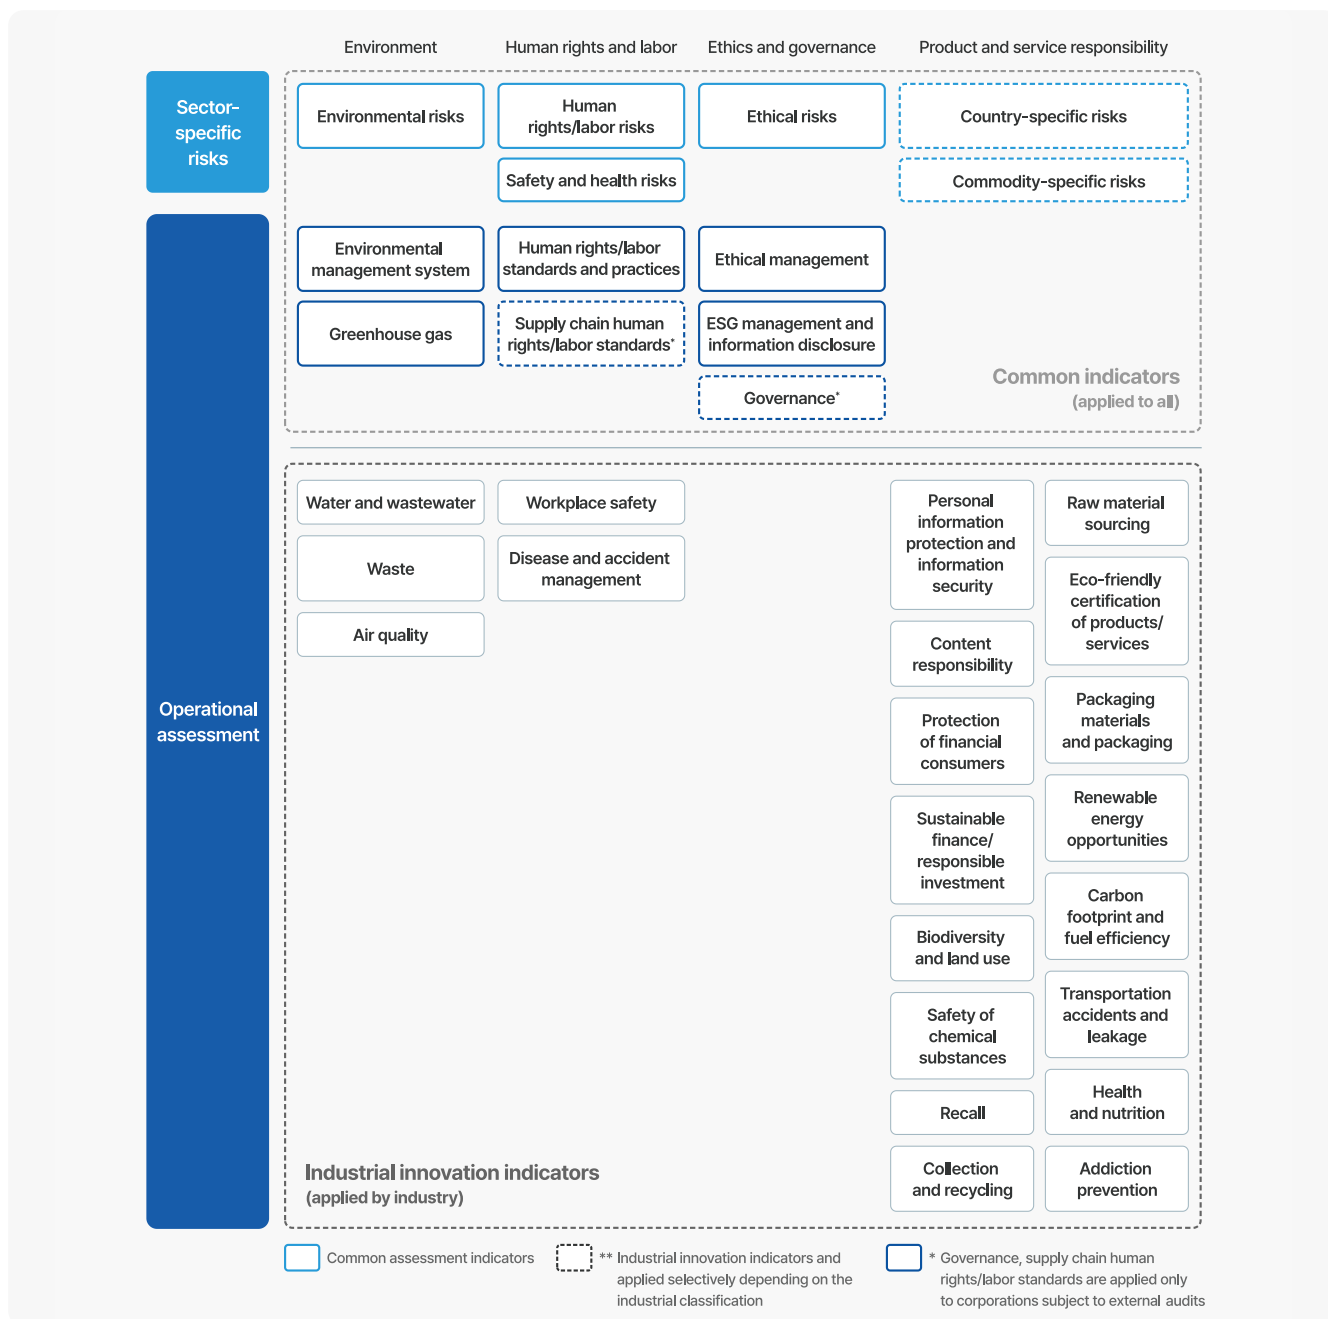 Environment
Human rights and labor
Ethics and governance
Product and service responsibility
Sector-
specific
risks
Environmental risks
Human
rights/labor risks
Ethical risks
Country-specific risks
Safety and health risks
Commodity-specific risks
Operational
assessment
Environmental
management system
Human rights/labor
standards and practices
Ethical management
Greenhouse gas
Supply chain human
rights/labor standards*
ESG management and
information disclosure
Governance*
Common indicators
(applied to all)
Water and wastewater
Waste
Air quality
Workplace safety
Disease and accident
management
Personal
information
protection and
information
security
Content
responsibility
Protection
of financial
consumers
Sustainable
finance/
responsible
investment
Biodiversity
and land use
Safety of
chemical
substances
Recall
Collection
and recycling
Raw material
sourcing
Eco-friendly
certification
of products/
services
Packaging
materials
and packaging
Renewable
energy
opportunities
Carbon
footprint and
fuel efficiency
Transportation
accidents and
leakage
Health
and nutrition
Addiction
prevention
Industrial innovation indicators
(applied by industry)
Common assessment indicators
** Industrial innovation indicators and
applied selectively depending on the
industrial classification
* Governance, supply chain human
rights/labor standards are applied only
to corporations subject to external audits